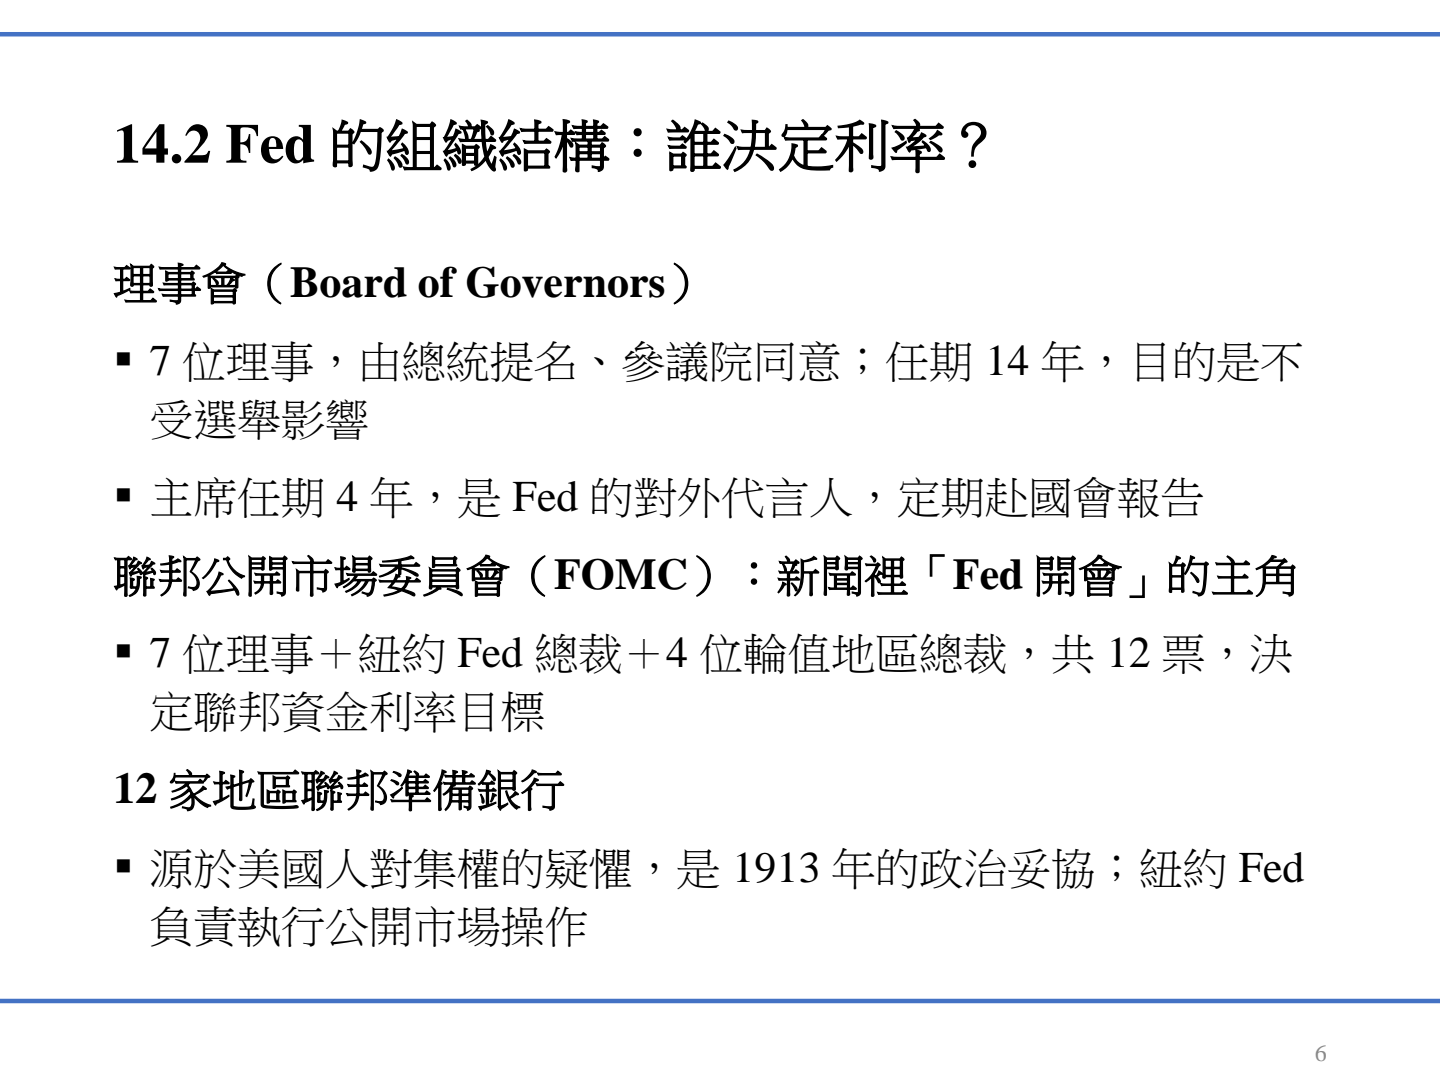 14.2 Fed 的組織結構：誰決定利率？
理事會（Board of Governors）
▪ 7 位理事，由總統提名、參議院同意；任期 14 年，目的是不
受選舉影響
▪ 主席任期 4 年，是 Fed 的對外代言人，定期赴國會報告
聯邦公開市場委員會（FOMC）：新聞裡「Fed 開會」的主角
▪ 7 位理事＋紐約 Fed 總裁＋4 位輪值地區總裁，共 12 票，決
定聯邦資金利率目標
12 家地區聯邦準備銀行
▪ 源於美國人對集權的疑懼，是 1913 年的政治妥協；紐約 Fed
負責執行公開市場操作
6